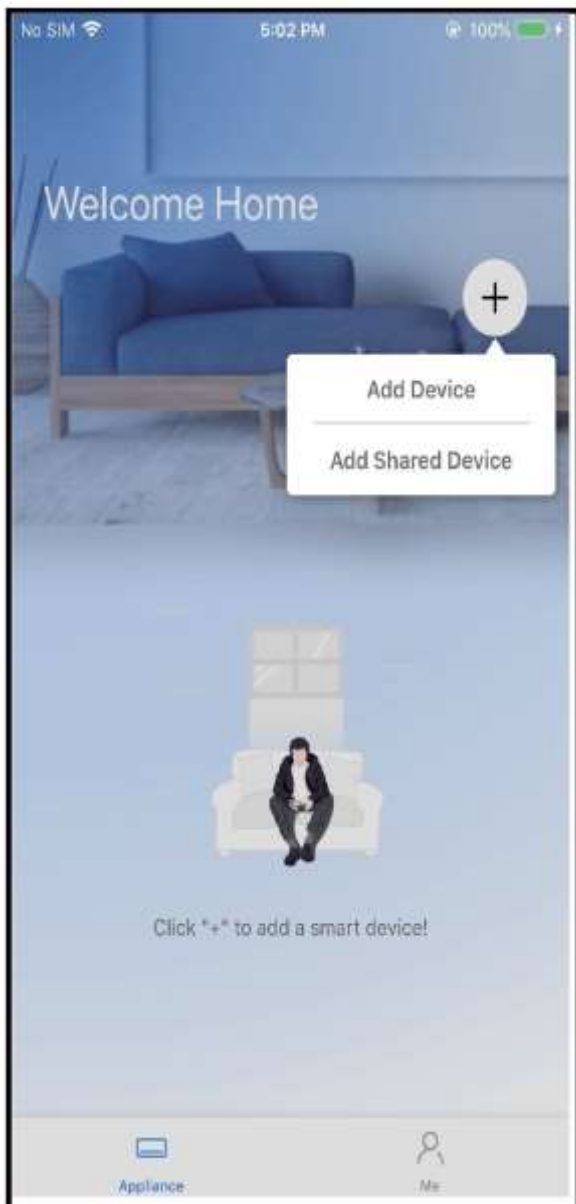 No SIM 5:02 PM 100%
Welcome Home
+
Add Device
Add Shared Device
Click "+" to add a smart device!
Appliance Me